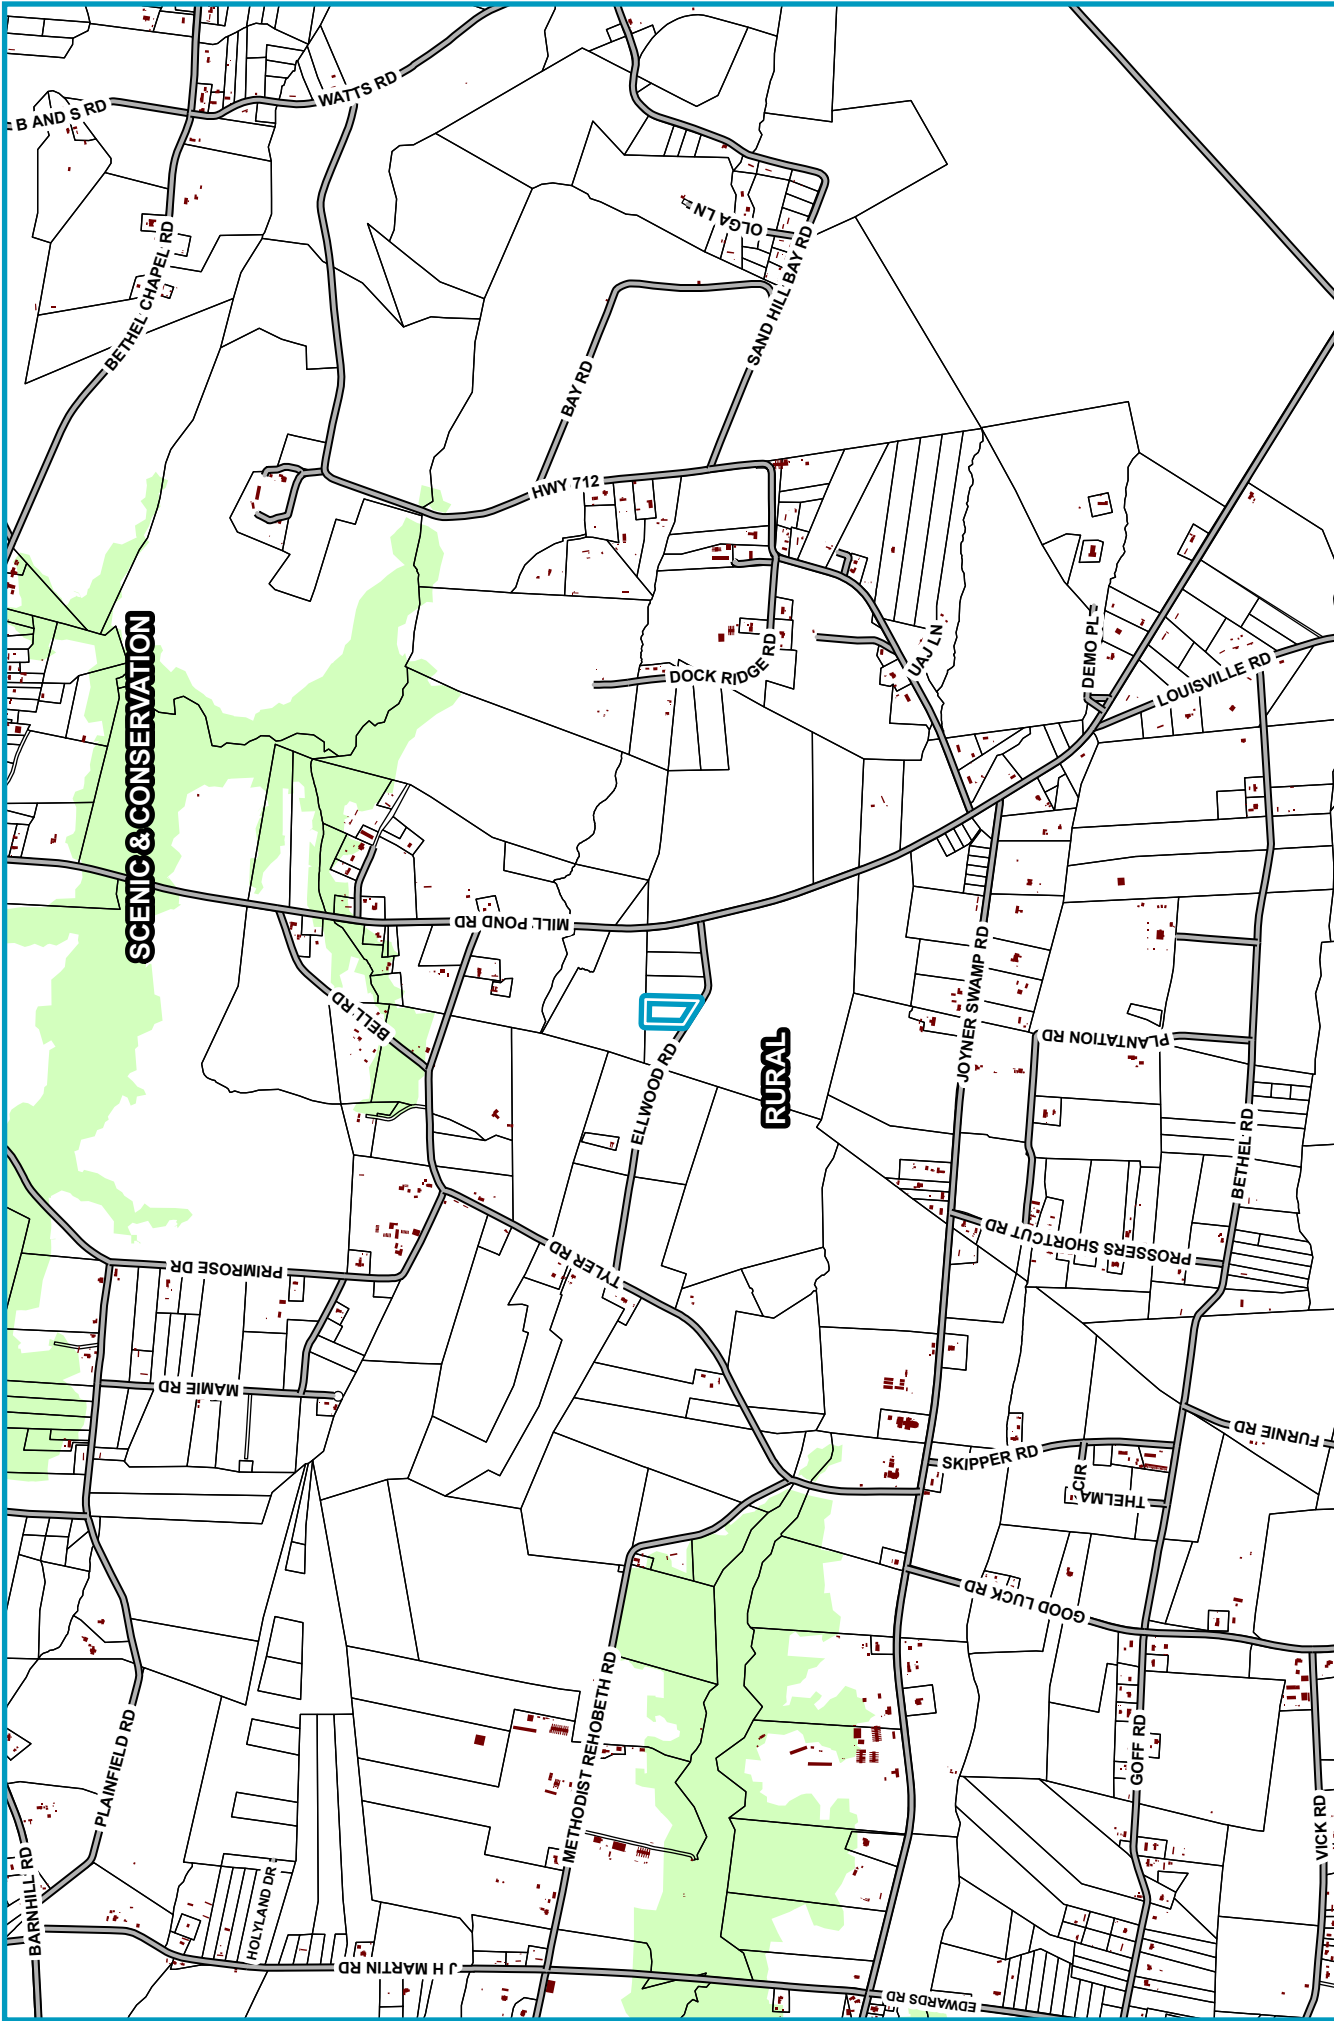 B AND S RD
WATTS RD
BETHEL CHAPEL RD
OLGA LN
SAND HILL BAY RD
BAY RD
HWY 712
DOCK RIDGE RD
UAJ LN
DEMO PL
LOUISVILLE RD
SCENIC & CONSERVATION
MILL POND RD
BELL RD
JOYNER SWAMP RD
PLANTATION RD
ELLWOOD RD
RURAL
BETHEL RD
PROSSERS SHORTCUT RD
PRIMROSE DR
TYLER RD
MAMIE RD
FURNIE RD
SKIPPER RD
THELMA CIR
GOOD LUCK RD
METHODIST REHOBETH RD
PLAINFIELD RD
GOFF RD
VICK RD
BARNHILL RD
HOLYLAND DR
J H MARTIN RD
EDWARDS RD